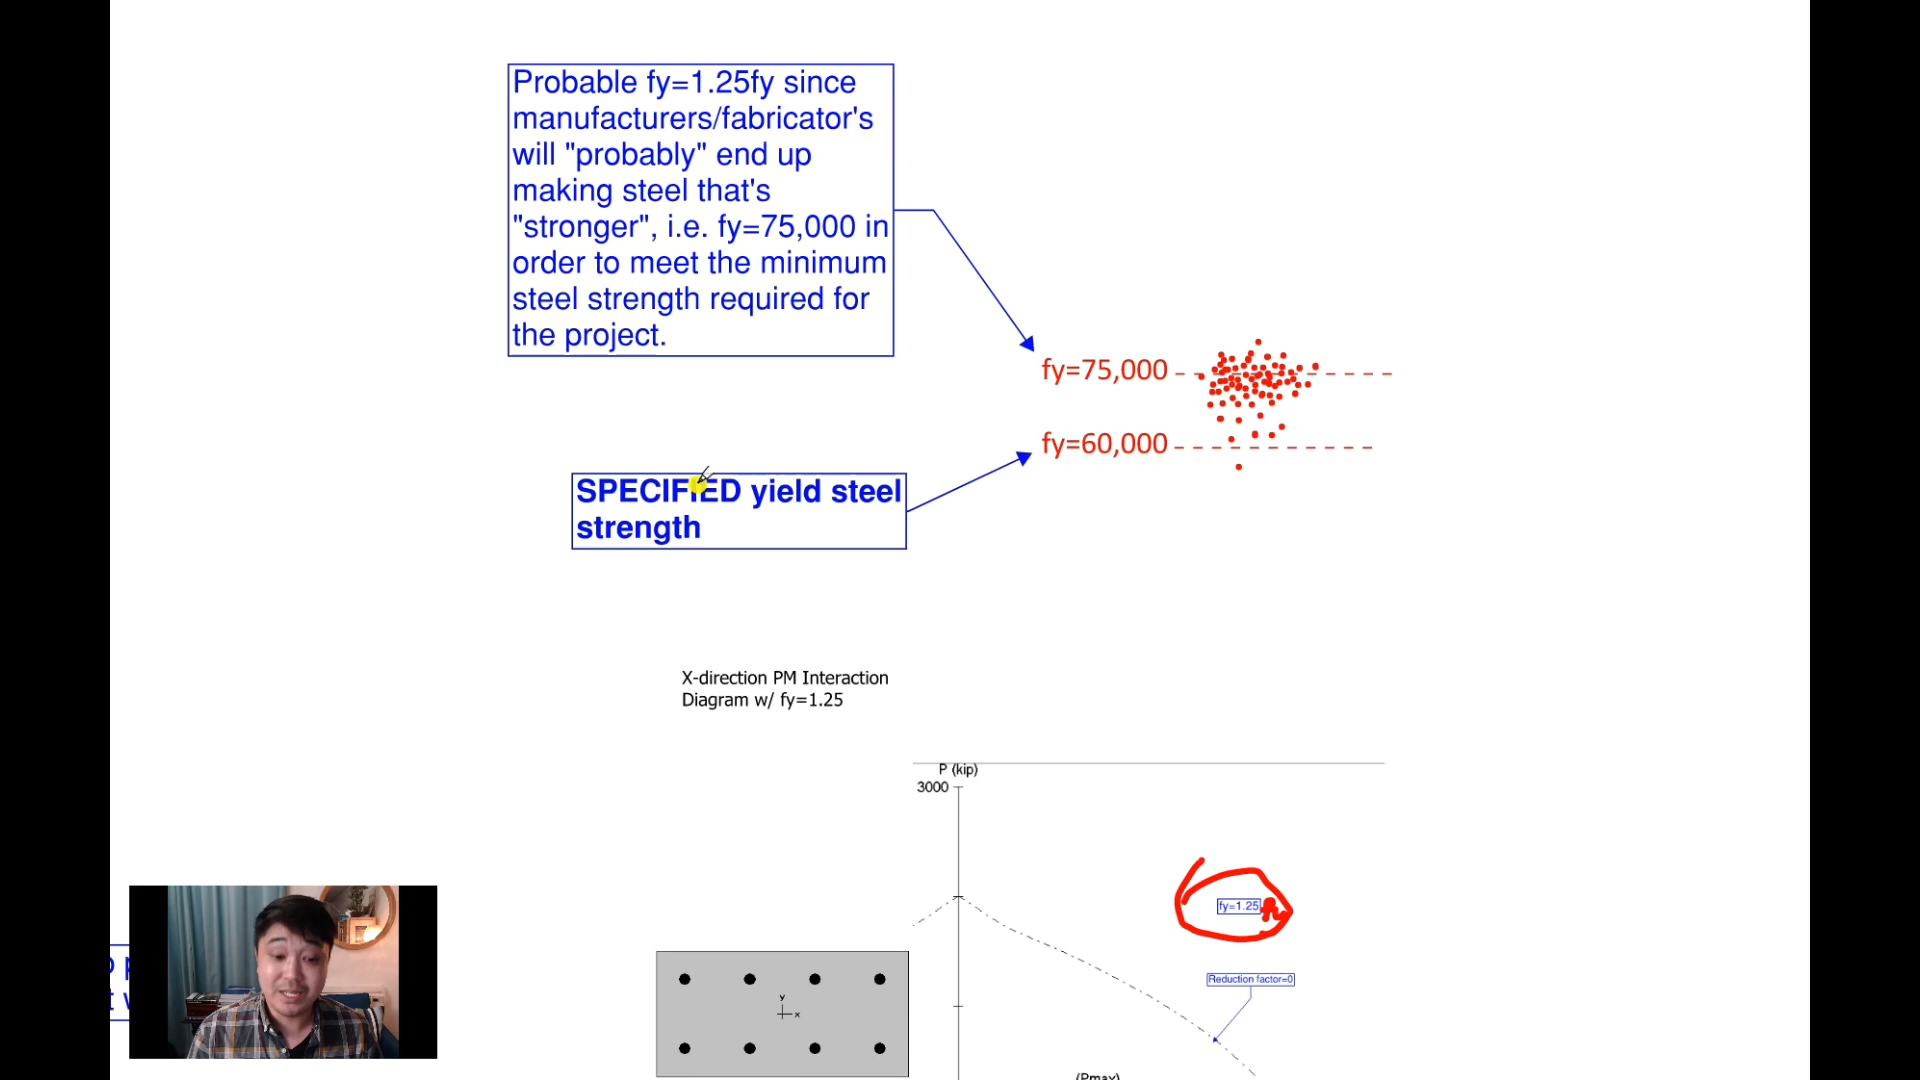 Probable fy=1.25fy since
manufacturers/fabricator's
will "probably" end up
making steel that's
"stronger", i.e. fy=75,000 in
order to meet the minimum
steel strength required for
the project.
fy=75,000
fy=60,000
SPECIFIED yield steel
strength
X-direction PM Interaction
Diagram w/ fy=1.25
P (kip)
3000
fy=1.25
Reduction factor=0
y
x
(Pmax)